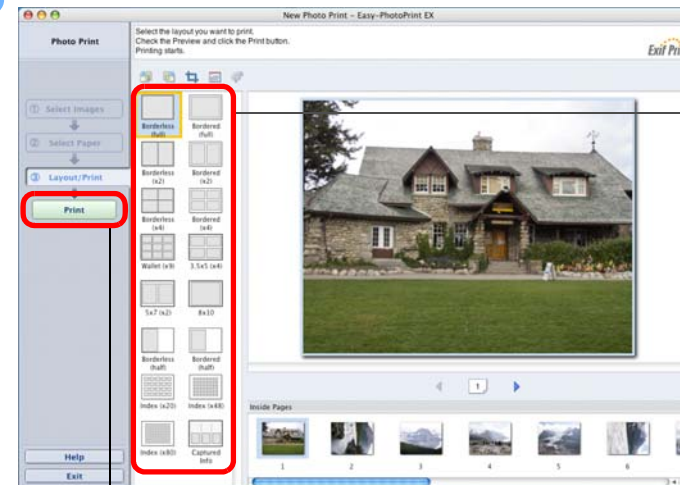 New Photo Print - Easy-PhotoPrint EX
Photo Print
Select the layout you want to print.
Check the Preview and click the Print button.
Printing starts.
Exif Pri
① Select Images
② Select Paper
③ Layout/Print
Print
Help
Exit
Borderless (full)
Bordered (full)
Borderless (x2)
Bordered (x2)
Borderless (x4)
Bordered (x4)
Wallet (x9)
3.5x5 (x4)
5x7 (x2)
8x10
Borderless (half)
Bordered (half)
Index (x20)
Index (x48)
Index (x80)
Captured Info
1
Inside Pages
1
2
3
4
5
6